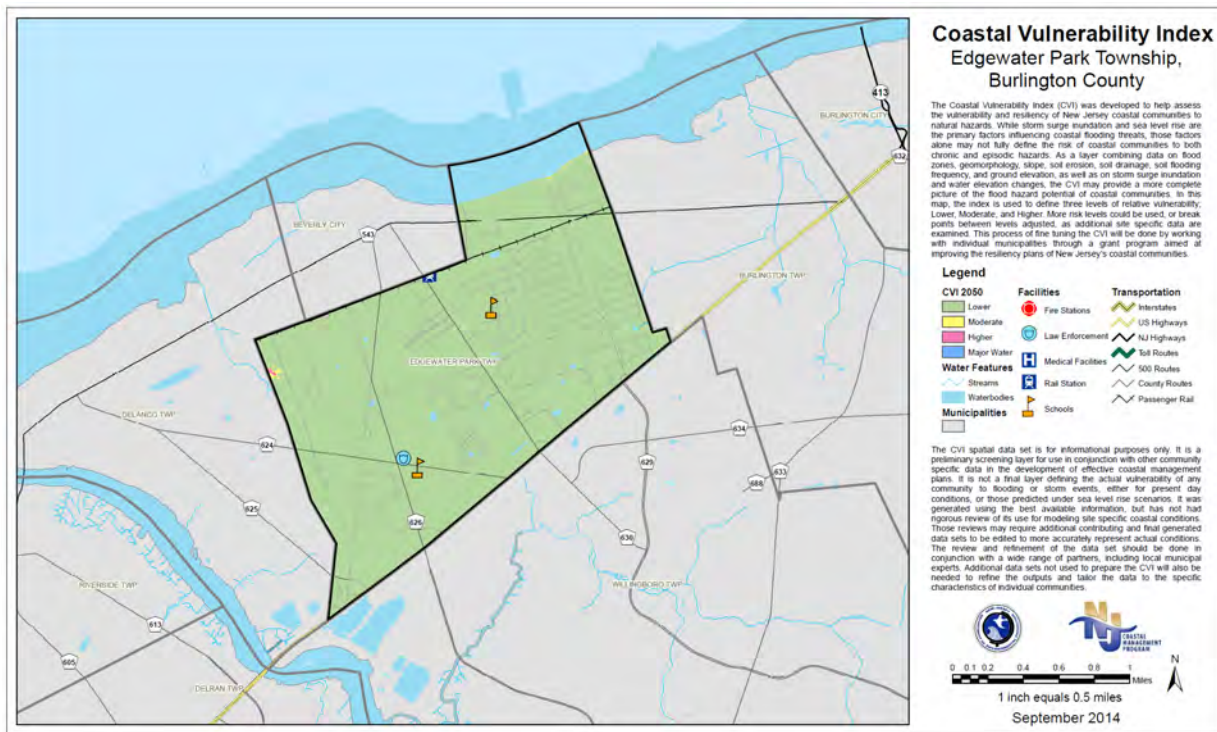 Coastal Vulnerability Index
Edgewater Park Township,
Burlington County
The Coastal Vulnerability Index (CVI) was developed to help assess
the vulnerability and resiliency of New Jersey coastal communities to
natural hazards. While storm surge inundation and sea level rise are
the primary factors influencing coastal flooding threats, those factors
alone may not fully define the risk of coastal communities to both
chronic and episodic hazards. As a layer combining data on flood
zones, geomorphology, slope, soil erosion, soil drainage, soil flooding
frequency, and ground elevation, as well as on storm surge inundation
and water elevation changes, the CVI may provide a more complete
picture of the flood hazard potential of coastal communities. In this
map, the index is used to define three levels of relative vulnerability;
Lower, Moderate, and Higher. More risk levels could be used, or break
points between levels adjusted, as additional site specific data are
examined. This process of fine tuning the CVI will be done by working
with individual municipalities through a grant program aimed at
improving the resiliency plans of New Jersey's coastal communities.
Legend
CVI 2050
Lower
Moderate
Higher
Major Water
Water Features
Streams
Waterbodies
Municipalities
Facilities
Fire Stations
Law Enforcement
H
Medical Facilities
Rail Station
Schools
Transportation
Interstates
US Highways
NJ Highways
Toll Routes
500 Routes
County Routes
Passenger Rail
The CVI spatial data set is for informational purposes only. It is a
preliminary screening layer for use in conjunction with other community
specific data in the development of effective coastal management
plans. It is not a final layer defining the actual vulnerability of any
community to flooding or storm events, either for present day
conditions, or those predicted under sea level rise scenarios. It was
generated using the best available information, but has not had
rigorous review of its use for modeling site specific coastal conditions.
Those reviews may require additional contributing and final generated
data sets to be edited to more accurately represent actual conditions.
The review and refinement of the data set should be done in
conjunction with a wide range of partners, including local municipal
experts. Additional data sets not used to prepare the CVI will also be
needed to refine the outputs and tailor the data to the specific
characteristics of individual communities.
NJ
COASTAL
MANAGEMENT
PROGRAM
0 0.1 0.2 0.4 0.6 0.8 1
Miles
N
1 inch equals 0.5 miles
September 2014
413
BURLINGTON CITY
632
BEVERLY CITY
543
BURLINGTON TWP
EDGEWATER PARK TWP
DELANCO TWP
624
634
629
633
688
625
626
630
RIVERSIDE TWP
WILLINGBORO TWP
613
605
DELRAN TWP